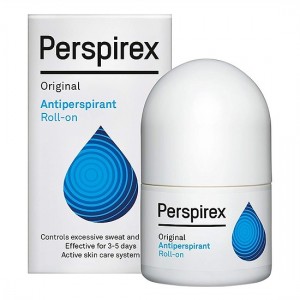 Perspirex
Original
Antiperspirant
Roll-on
Controls excessive sweat and
Effective for 3-5 days
Active skin care system
Perspirex
Original
Antiperspirant
Roll-on